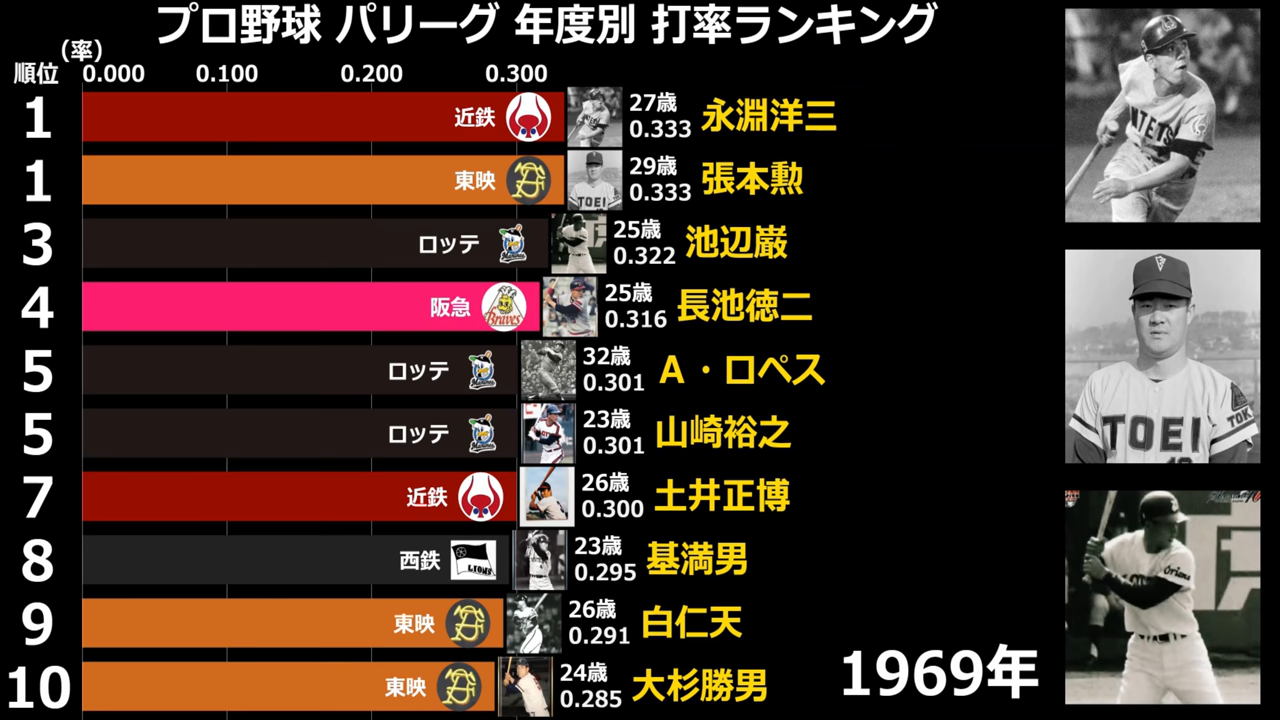 プロ野球 パリーグ 年度別 打率ランキング
（率）
順位 0.000 0.100 0.200 0.300
1 近鉄 27歳 0.333 永淵洋三
1 東映 29歳 0.333 張本勲
3 ロッテ 25歳 0.322 池辺巌
4 阪急 Braves 25歳 0.316 長池徳二
5 ロッテ 32歳 0.301 A・ロペス
5 ロッテ 23歳 0.301 山崎裕之
7 近鉄 26歳 0.300 土井正博
8 西鉄 LYONS 23歳 0.295 基満男
9 東映 26歳 0.291 白仁天
10 東映 24歳 0.285 大杉勝男
1969年
TOEI
TOEI